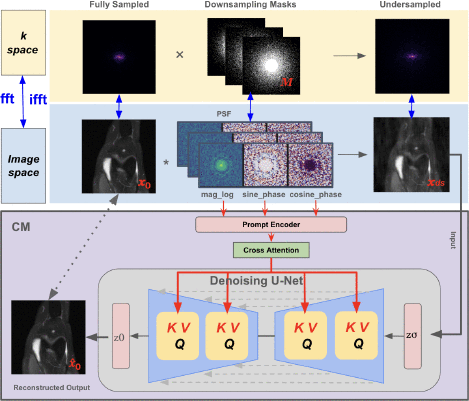 Fully Sampled
Downsampling Masks
Undersampled
k
space
×
M
fft
ifft
PSF
Image
space
x0
*
xus
mag_log
sine_phase
cosine_phase
CM
Prompt Encoder
Input
Cross Attention
Denoising U-Net
K V
Q
K V
Q
K V
Q
K V
Q
z0
zσ
x̂0
Reconstructed Output